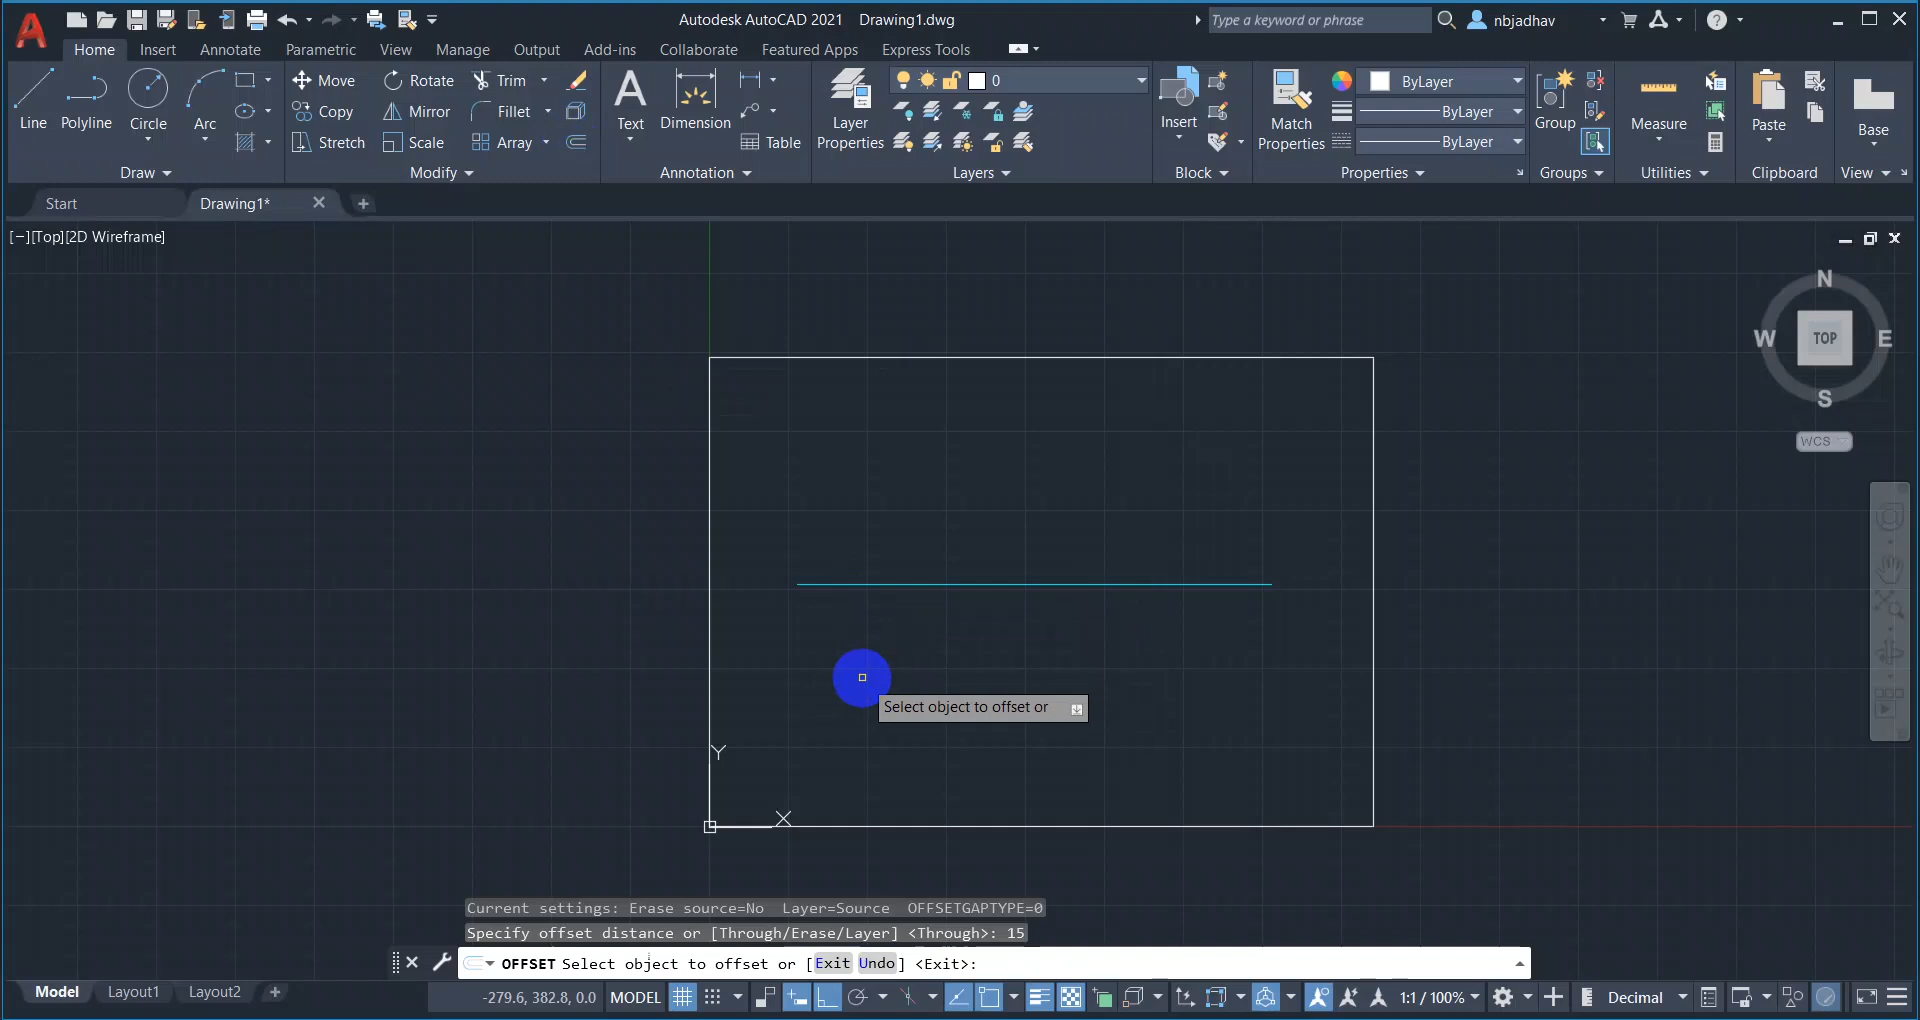 Autodesk AutoCAD 2021 Drawing1.dwg
Type a keyword or phrase
nbjadhav
Home Insert Annotate Parametric View Manage Output Add-ins Collaborate Featured Apps Express Tools
Line Polyline Circle Arc
Draw
Move Rotate Trim
Copy Mirror Fillet
Stretch Scale Array
Modify
Text Dimension Table
Annotation
Layer Properties
0
Layers
Insert
Block
Match Properties
ByLayer
ByLayer
ByLayer
Properties
Group
Groups
Measure
Utilities
Paste
Clipboard
Base
View
Start Drawing1*
[−][Top][2D Wireframe]
N
W TOP E
S
WCS
Select object to offset or
Y
X
Current settings: Erase source=No Layer=Source OFFSETGAPTYPE=0
Specify offset distance or [Through/Erase/Layer] <Through>: 15
OFFSET Select object to offset or [Exit Undo] <Exit>:
Model Layout1 Layout2
-279.6, 382.8, 0.0 MODEL 1:1 / 100% Decimal